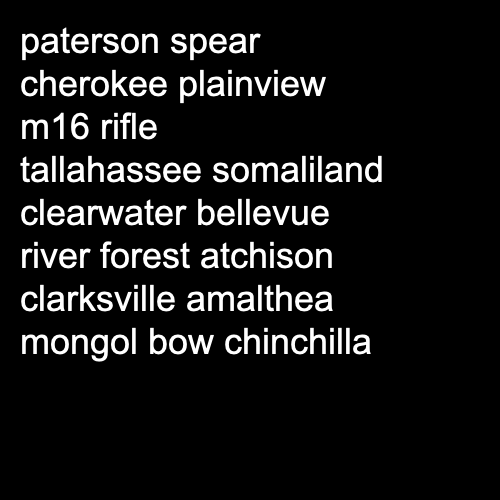 paterson spear
cherokee plainview
m16 rifle
tallahassee somaliland
clearwater bellevue
river forest atchison
clarksville amalthea
mongol bow chinchilla